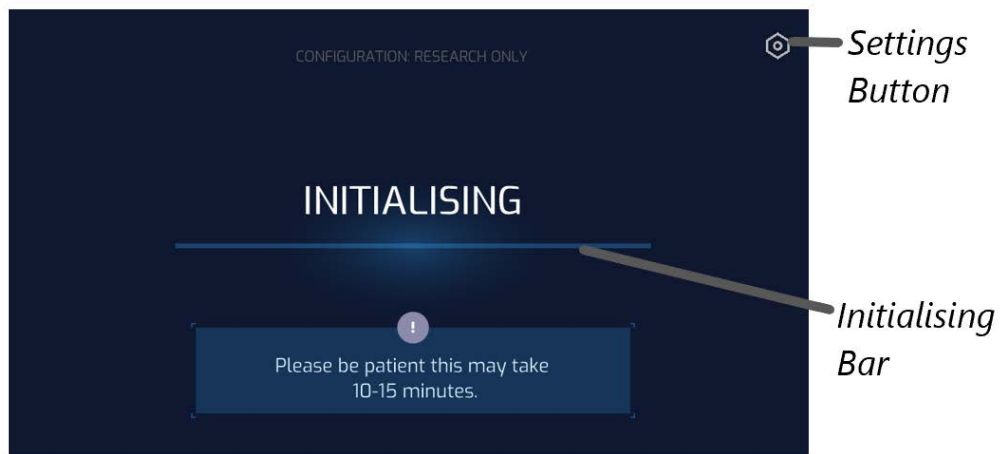 CONFIGURATION: RESEARCH ONLY
Settings
Button
INITIALISING
Initialising
Bar
!
Please be patient this may take
10-15 minutes.